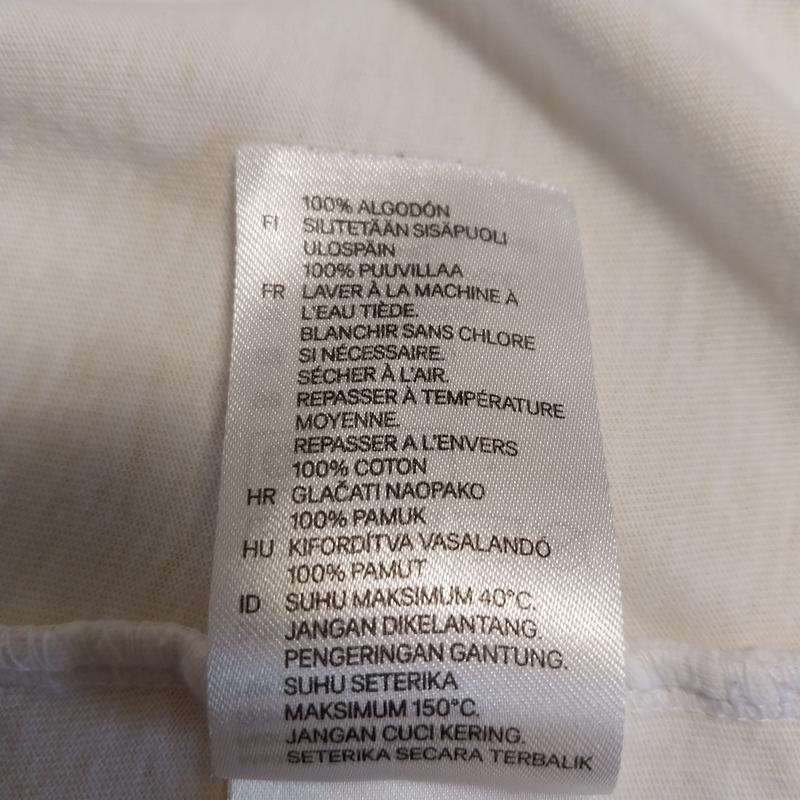 100% ALGODÓN
FI SILITETÄÄN SISÄPUOLI
ULOSPÄIN
100% PUUVILLAA
FR LAVER À LA MACHINE À
L'EAU TIÈDE.
BLANCHIR SANS CHLORE
SI NÉCESSAIRE.
SÉCHER À L'AIR.
REPASSER À TEMPÉRATURE
MOYENNE.
REPASSER A L'ENVERS
100% COTON
HR GLAČATI NAOPAKO
100% PAMUK
HU KIFORDÍTVA VASALANDÓ
100% PAMUT
ID SUHU MAKSIMUM 40°C.
JANGAN DIKELANTANG.
PENGERINGAN GANTUNG.
SUHU SETERIKA
MAKSIMUM 150°C.
JANGAN CUCI KERING.
SETERIKA SECARA TERBALIK